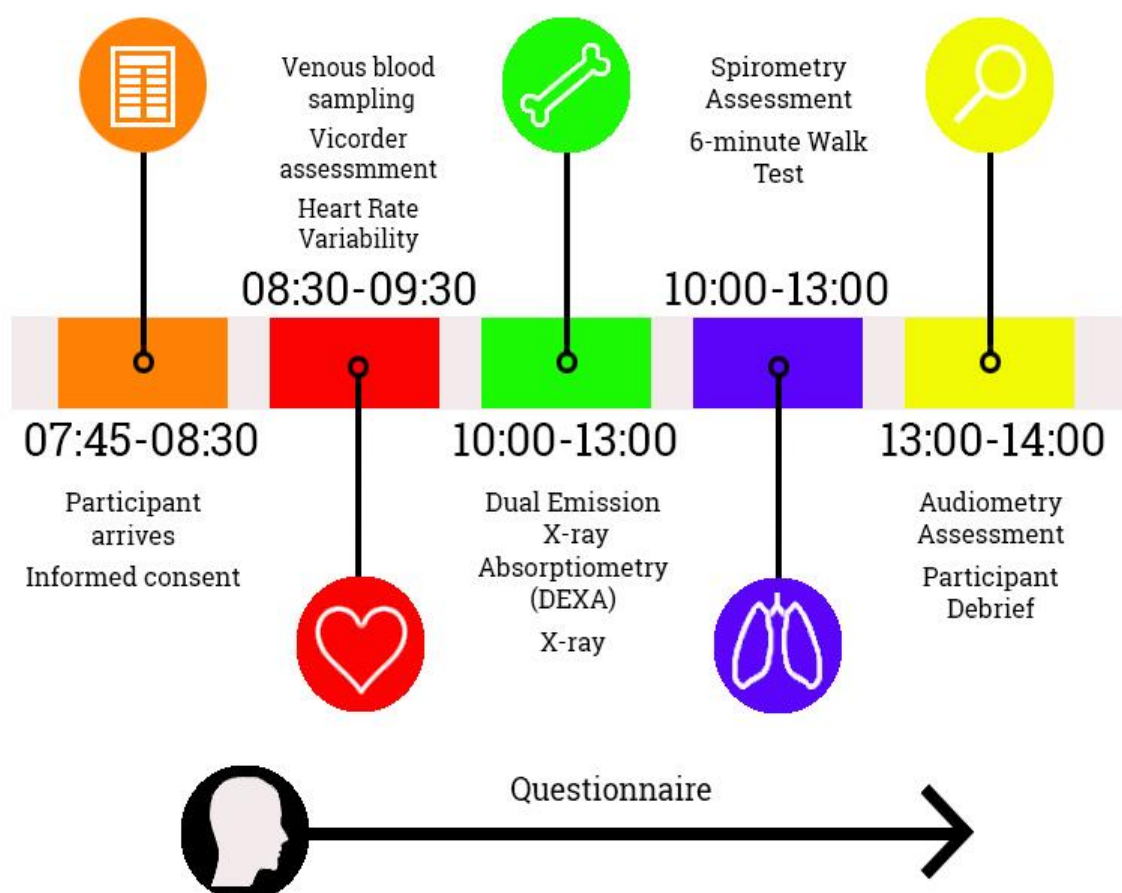 Venous blood
sampling
Vicorder
assessmment
Heart Rate
Variability
08:30-09:30
Spirometry
Assessment
6-minute Walk
Test
10:00-13:00
07:45-08:30
Participant
arrives
Informed consent
10:00-13:00
Dual Emission
X-ray
Absorptiometry
(DEXA)
X-ray
13:00-14:00
Audiometry
Assessment
Participant
Debrief
Questionnaire